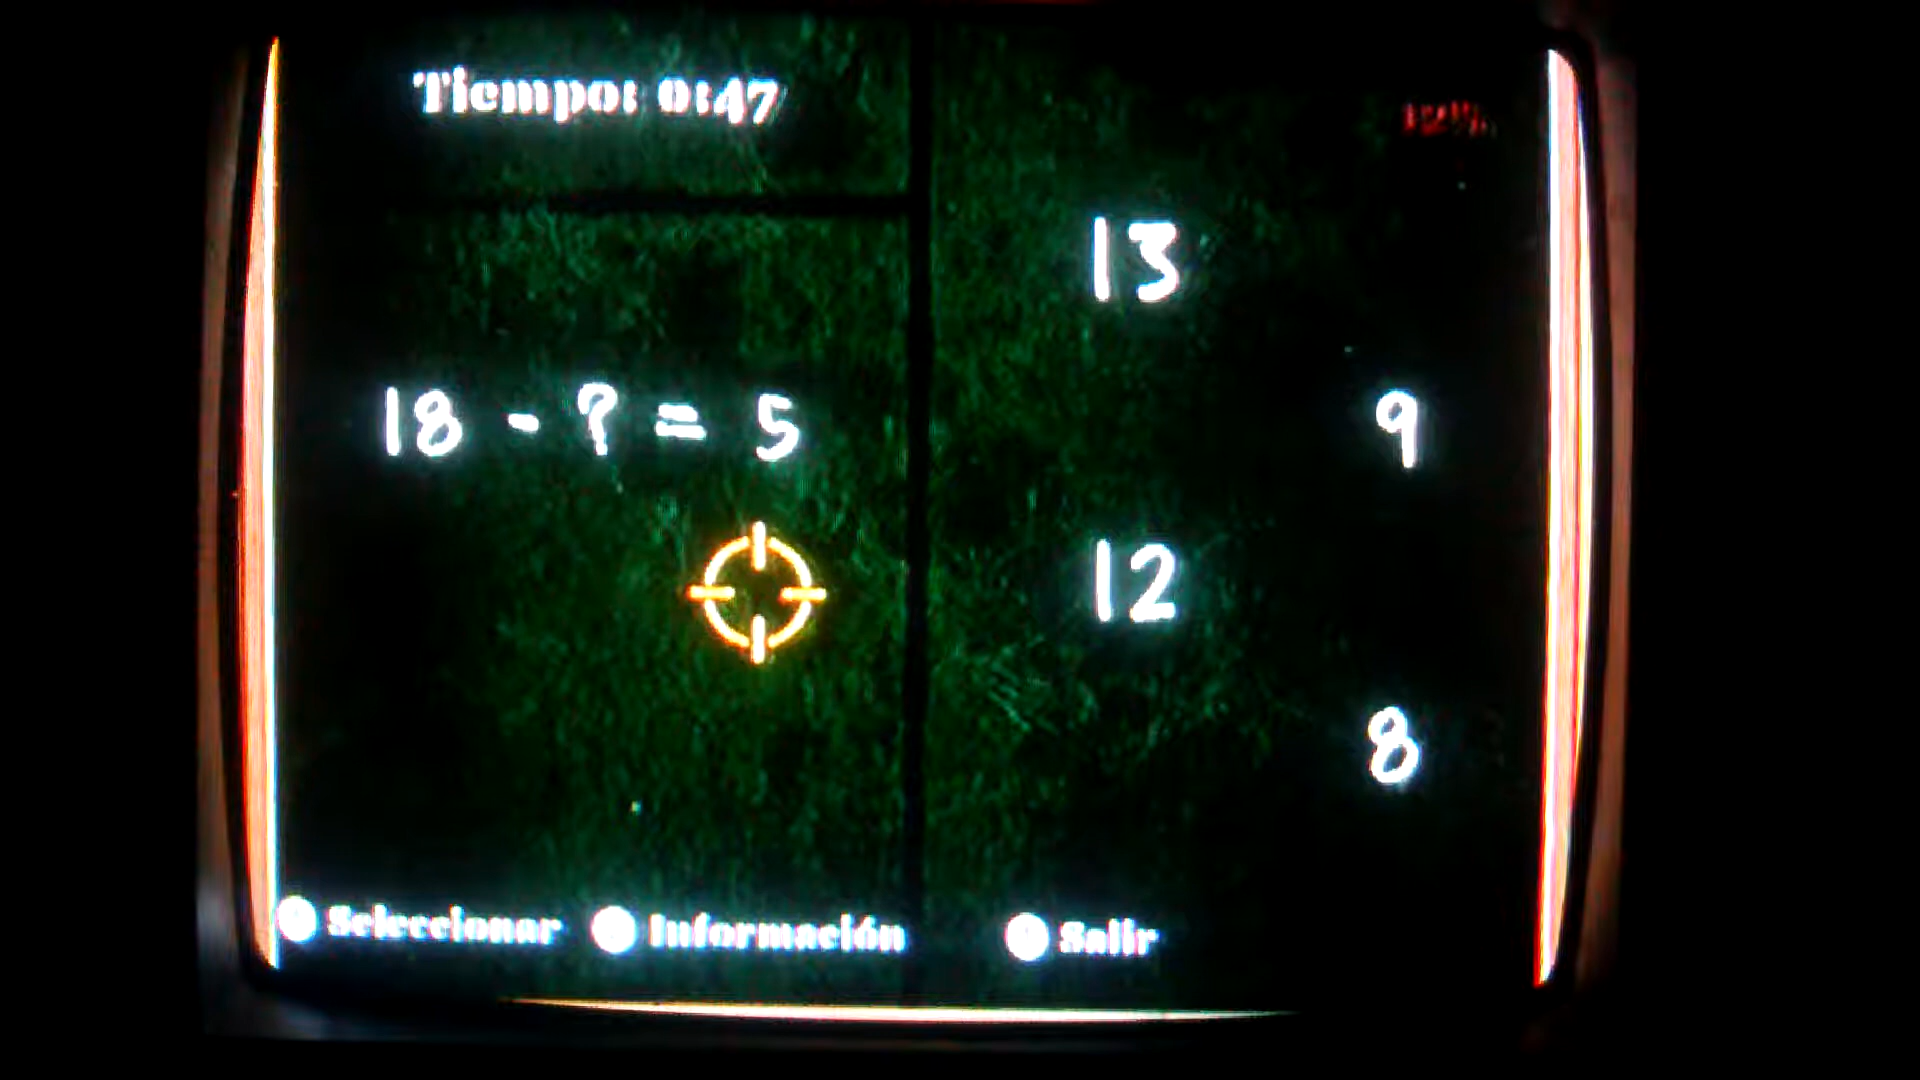 Tiempo: 0:47
18 - ? = 5
13
9
12
8
Seleccionar Información Salir